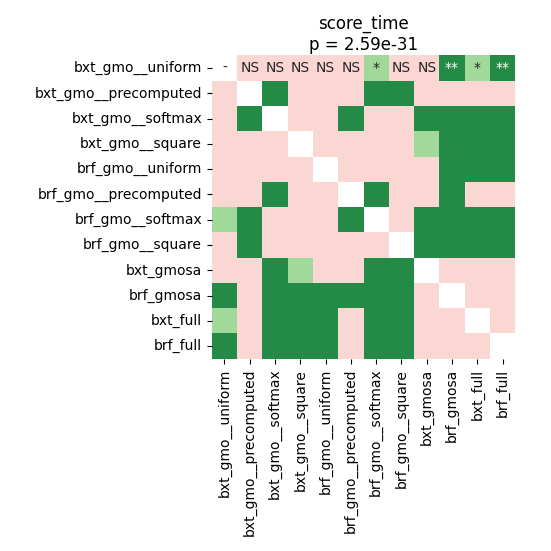 score_time
p = 2.59e-31
bxt_gmo__uniform - NS NS NS NS NS * NS NS ** * **
bxt_gmo__precomputed
bxt_gmo__softmax
bxt_gmo__square
brf_gmo__uniform
brf_gmo__precomputed
brf_gmo__softmax
brf_gmo__square
bxt_gmosa
brf_gmosa
bxt_full
brf_full
bxt_gmo__uniform
bxt_gmo__precomputed
bxt_gmo__softmax
bxt_gmo__square
brf_gmo__uniform
brf_gmo__precomputed
brf_gmo__softmax
brf_gmo__square
bxt_gmosa
brf_gmosa
bxt_full
brf_full